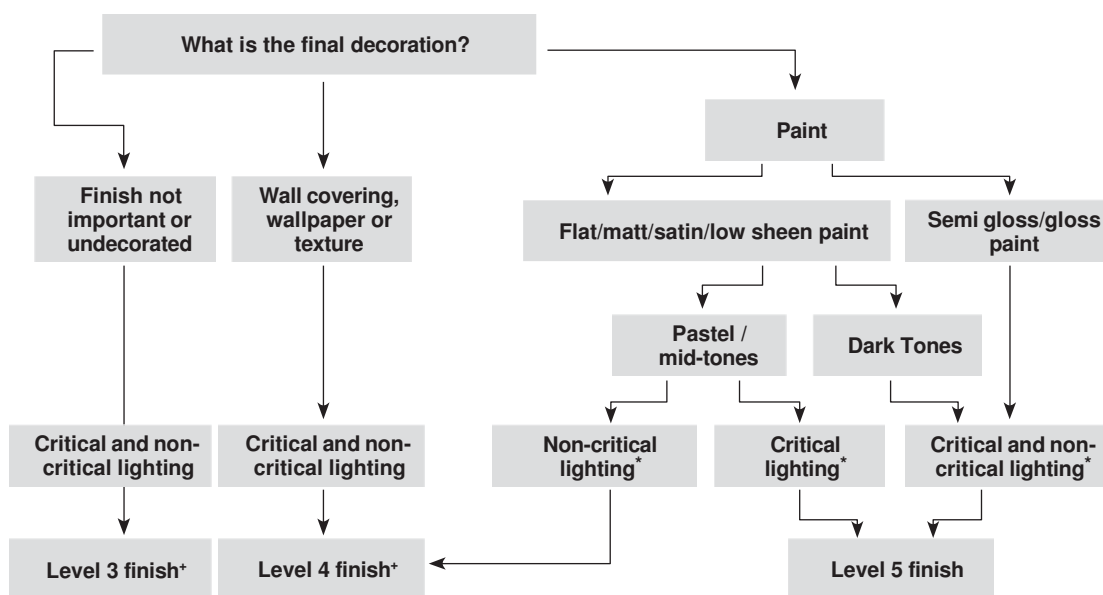 What is the final decoration?
Paint
Finish not
important or
undecorated
Wall covering,
wallpaper or
texture
Flat/matt/satin/low sheen paint
Semi gloss/gloss
paint
Pastel /
mid-tones
Dark Tones
Critical and non-
critical lighting
Critical and non-
critical lighting
Non-critical
lighting*
Critical
lighting*
Critical and non-
critical lighting*
Level 3 finish+
Level 4 finish+
Level 5 finish